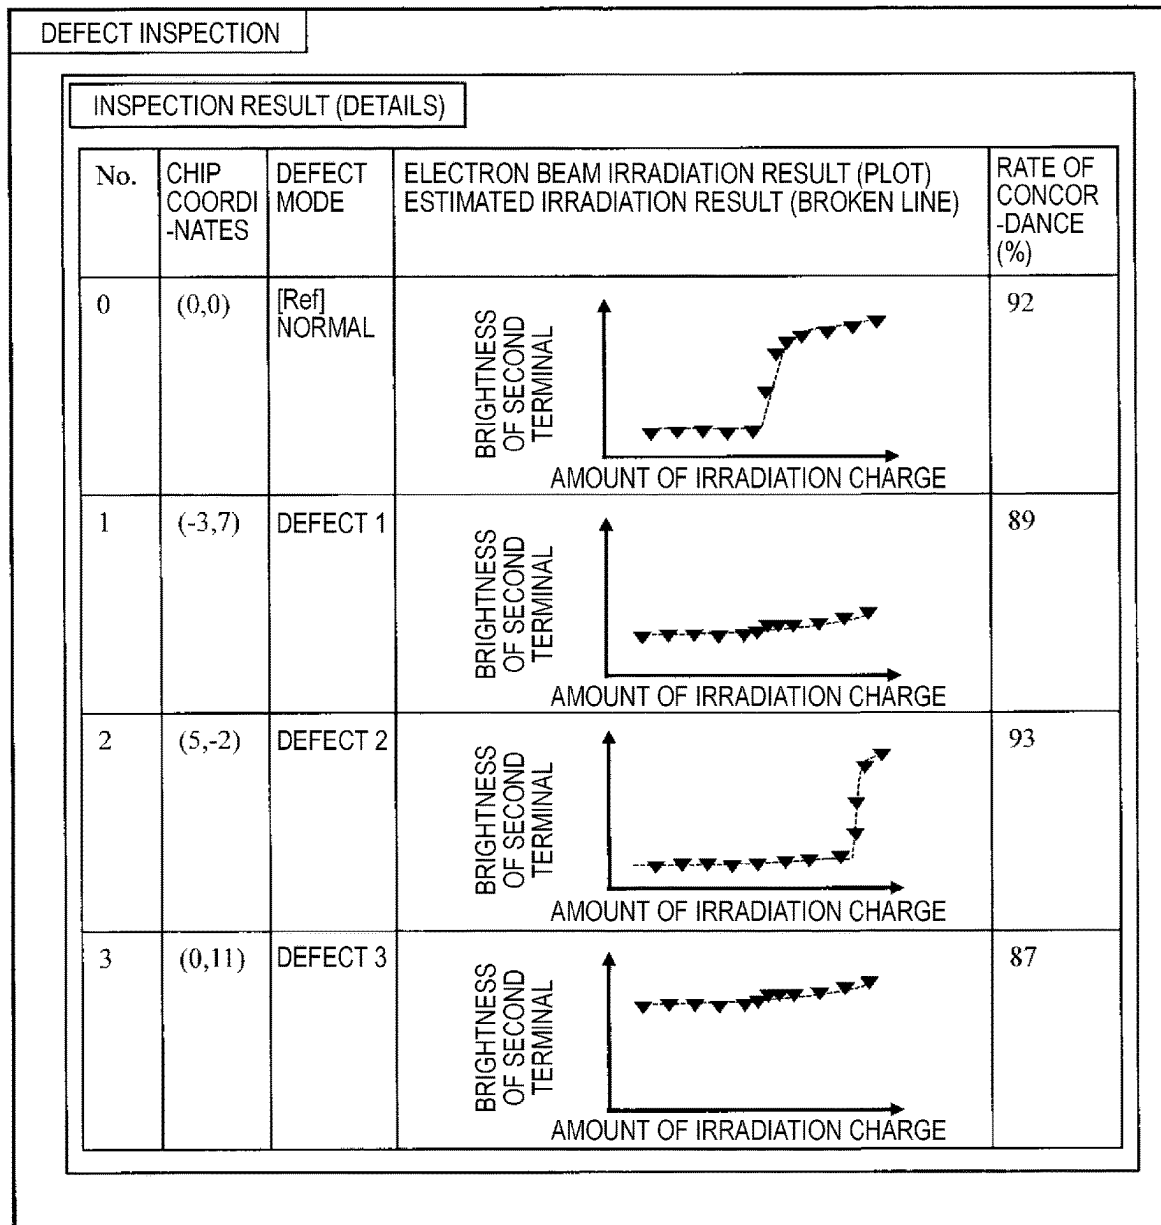 DEFECT INSPECTION
INSPECTION RESULT (DETAILS)
No.
CHIP
COORDI
-NATES
DEFECT
MODE
ELECTRON BEAM IRRADIATION RESULT (PLOT)
ESTIMATED IRRADIATION RESULT (BROKEN LINE)
RATE OF
CONCOR
-DANCE
(%)
0
(0,0)
[Ref]
NORMAL
BRIGHTNESS
OF SECOND
TERMINAL
AMOUNT OF IRRADIATION CHARGE
92
1
(-3,7)
DEFECT 1
BRIGHTNESS
OF SECOND
TERMINAL
AMOUNT OF IRRADIATION CHARGE
89
2
(5,-2)
DEFECT 2
BRIGHTNESS
OF SECOND
TERMINAL
AMOUNT OF IRRADIATION CHARGE
93
3
(0,11)
DEFECT 3
BRIGHTNESS
OF SECOND
TERMINAL
AMOUNT OF IRRADIATION CHARGE
87